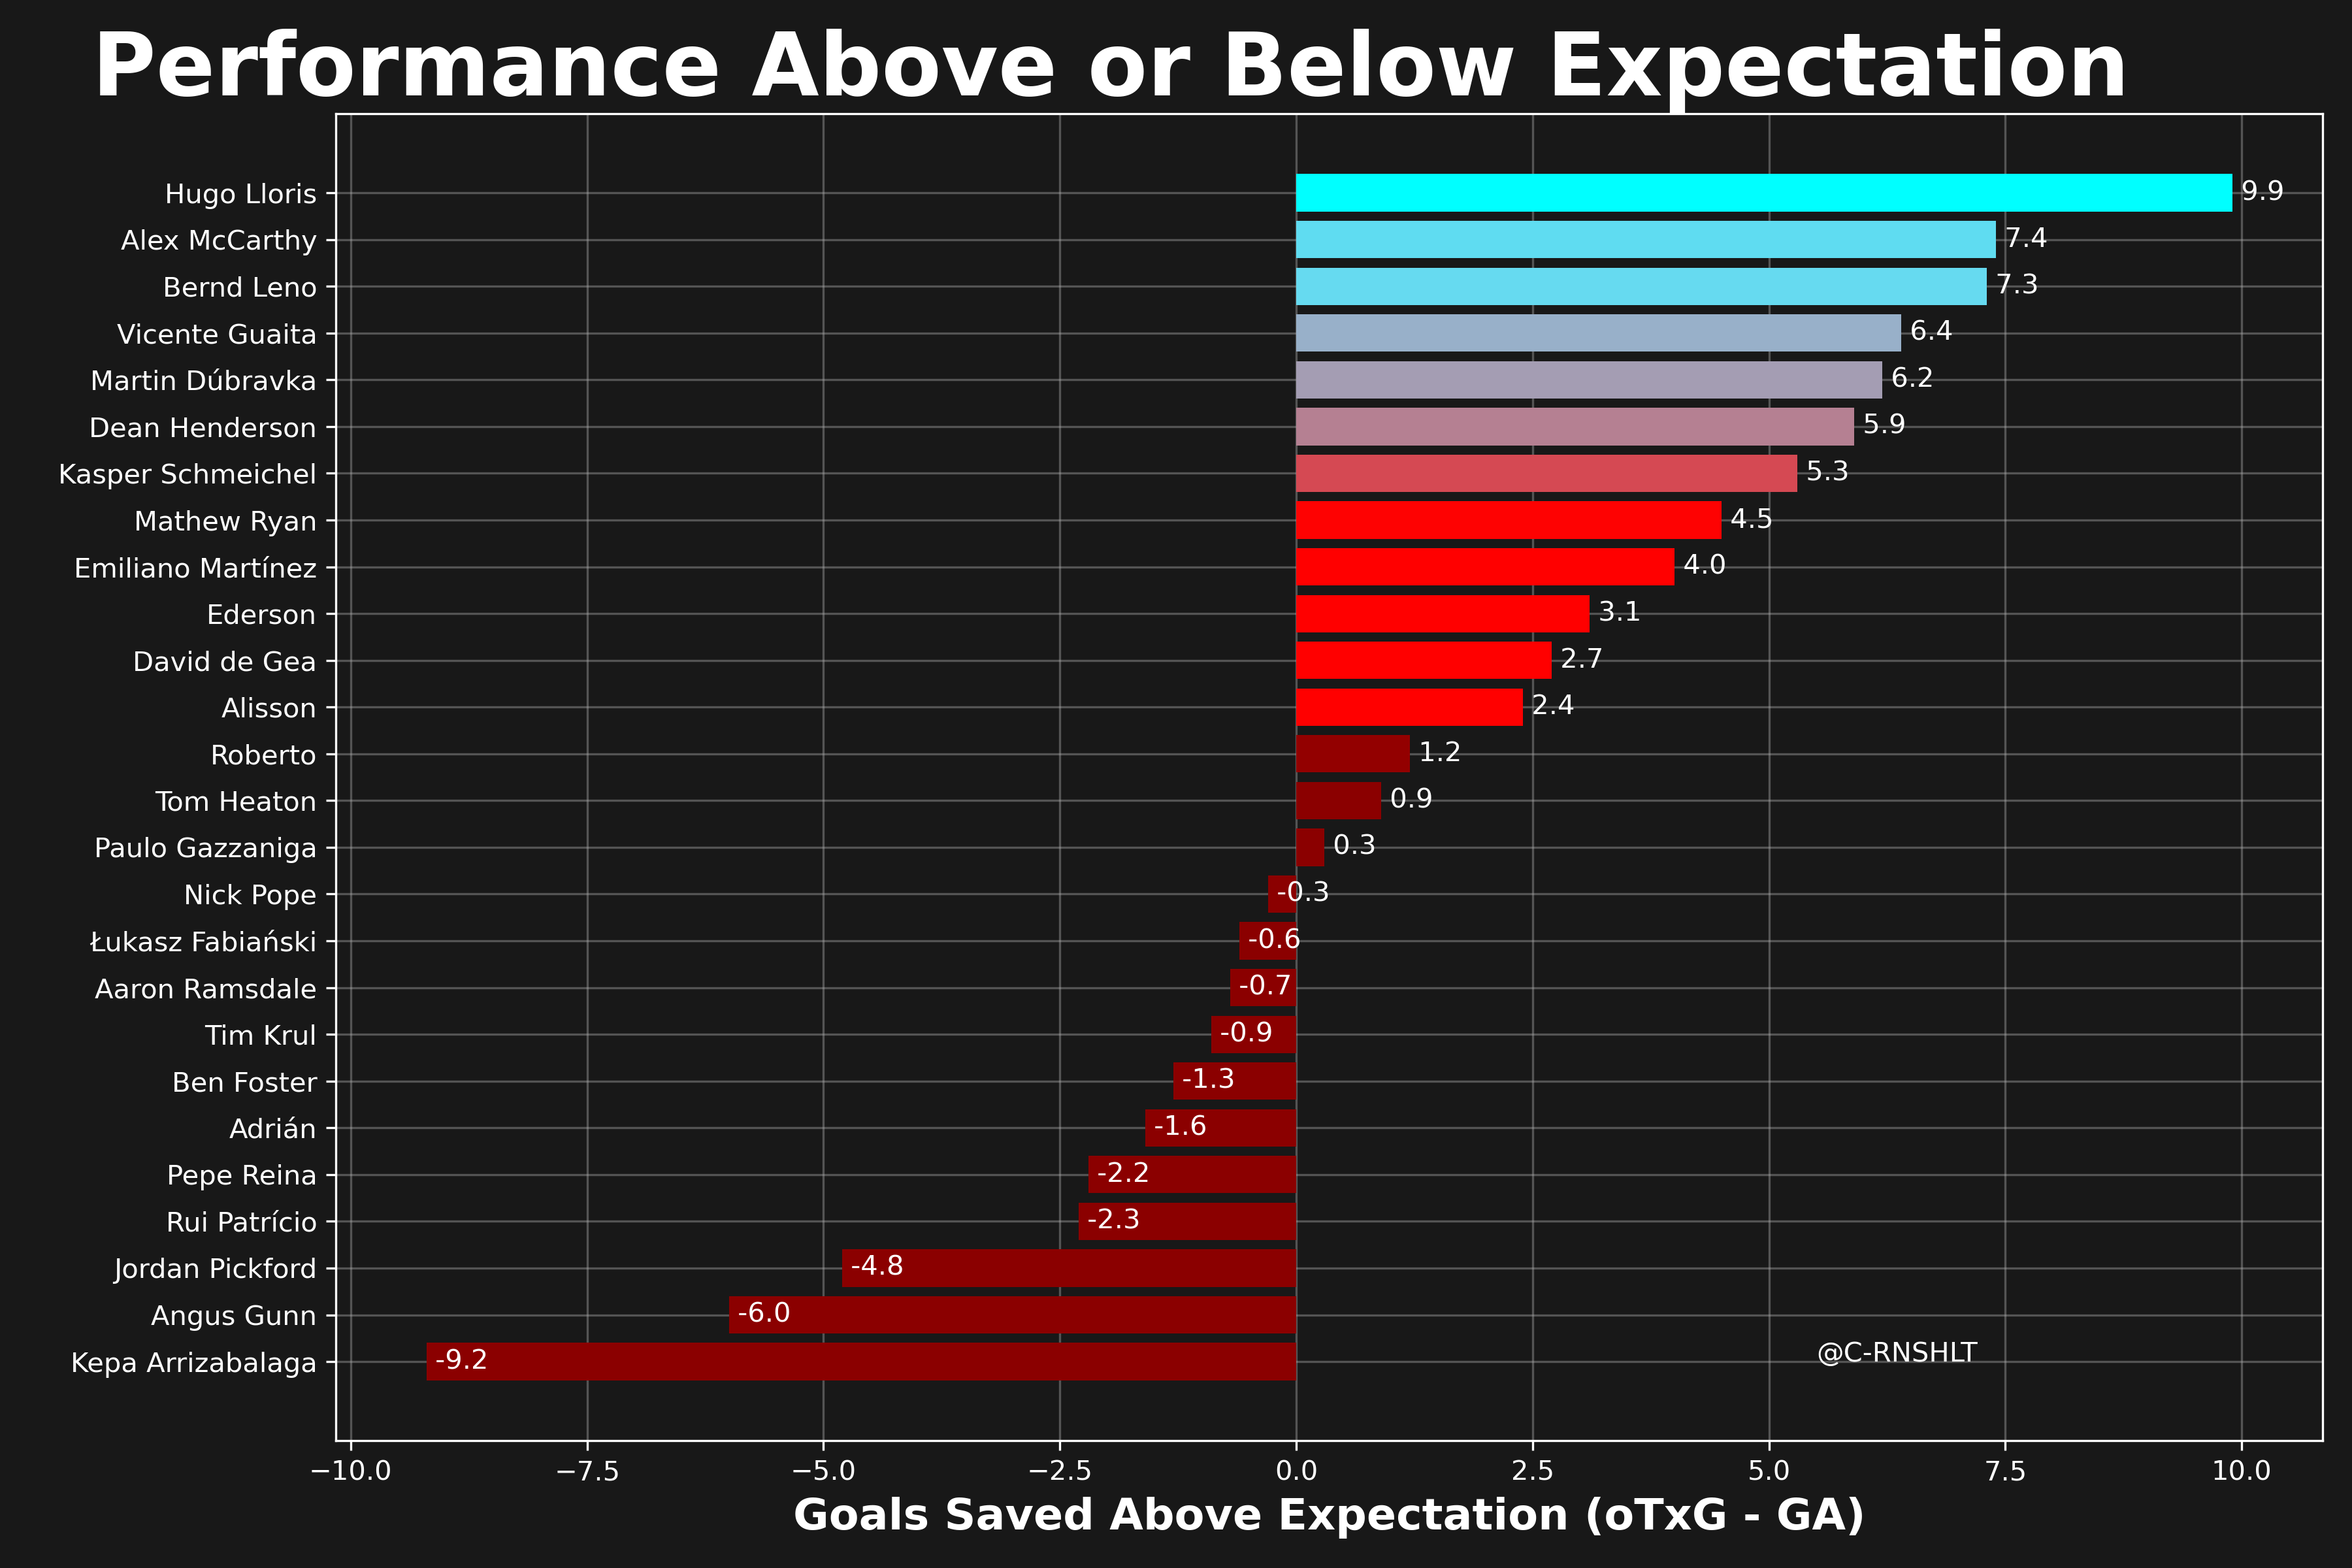 Performance Above or Below Expectation
Hugo Lloris 9.9
Alex McCarthy 7.4
Bernd Leno 7.3
Vicente Guaita 6.4
Martin Dúbravka 6.2
Dean Henderson 5.9
Kasper Schmeichel 5.3
Mathew Ryan 4.5
Emiliano Martínez 4.0
Ederson 3.1
David de Gea 2.7
Alisson 2.4
Roberto 1.2
Tom Heaton 0.9
Paulo Gazzaniga 0.3
Nick Pope -0.3
Łukasz Fabiański -0.6
Aaron Ramsdale -0.7
Tim Krul -0.9
Ben Foster -1.3
Adrián -1.6
Pepe Reina -2.2
Rui Patrício -2.3
Jordan Pickford -4.8
Angus Gunn -6.0
Kepa Arrizabalaga -9.2 @C-RNSHLT
−10.0 −7.5 −5.0 −2.5 0.0 2.5 5.0 7.5 10.0
Goals Saved Above Expectation (oTxG - GA)